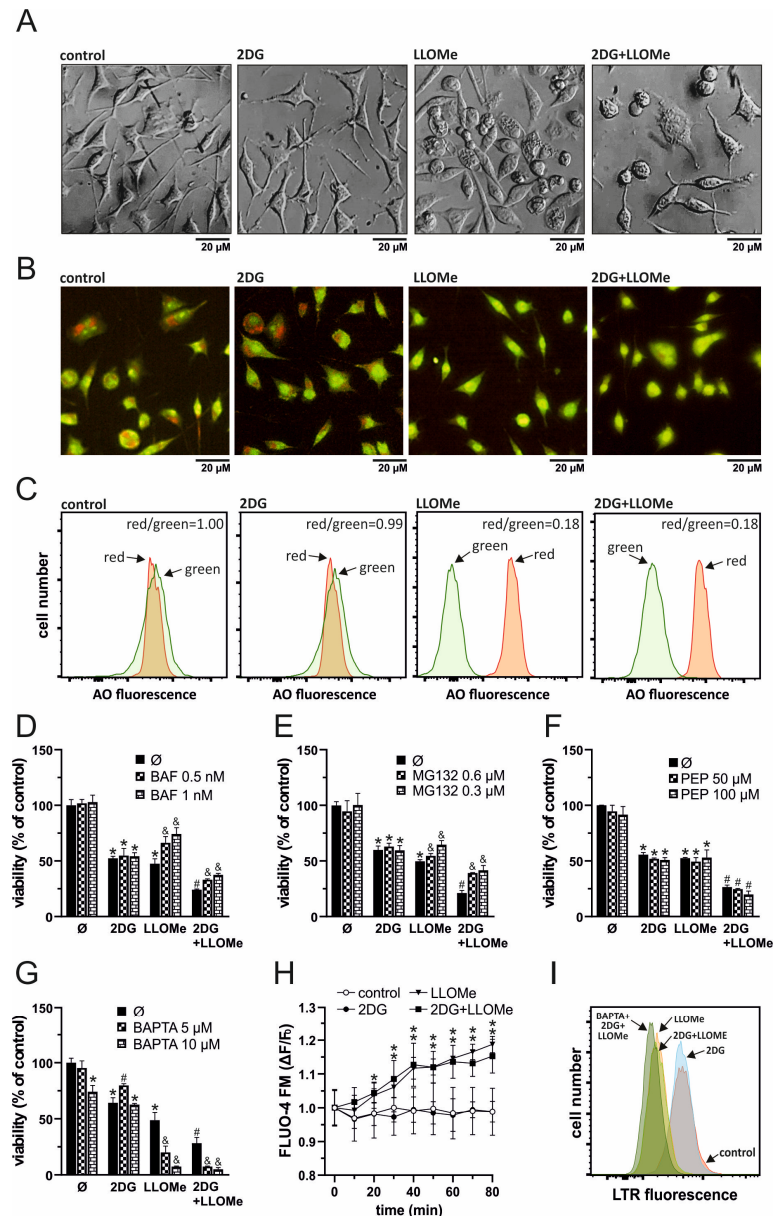 A
control 2DG LLOMe 2DG+LLOMe
20 µM 20 µM 20 µM 20 µM
B
control 2DG LLOMe 2DG+LLOMe
20 µM 20 µM 20 µM 20 µM
C
control 2DG LLOMe 2DG+LLOMe
red/green=1.00 red/green=0.99 red/green=0.18 red/green=0.18
red green red green green red green red
cell number
AO fluorescence AO fluorescence AO fluorescence AO fluorescence
D
viability (% of control)
150
100
50
0
Ø
BAF 0.5 nM
BAF 1 nM
* * * * & & # & &
Ø 2DG LLOMe 2DG
+LLOMe
E
viability (% of control)
150
100
50
0
Ø
MG132 0.6 µM
MG132 0.3 µM
* * * * & & # & &
Ø 2DG LLOMe 2DG
+LLOMe
F
viability (% of control)
150
100
50
0
Ø
PEP 50 µM
PEP 100 µM
* * * * * * # # #
Ø 2DG LLOMe 2DG
+LLOMe
G
viability (% of control)
150
100
50
0
Ø
BAPTA 5 µM
BAPTA 10 µM
* * # * * & & # & &
Ø 2DG LLOMe 2DG
+LLOMe
H
control LLOMe
2DG 2DG+LLOMe
FLUO-4 FM (ΔF/F₀)
1.3
1.2
1.1
1.0
0.9
0.8
* * * * * * *
* * * * * *
0 20 40 60 80
time (min)
I
BAPTA+
2DG+
LLOMe
LLOMe
2DG+LLOME
2DG
control
cell number
LTR fluorescence